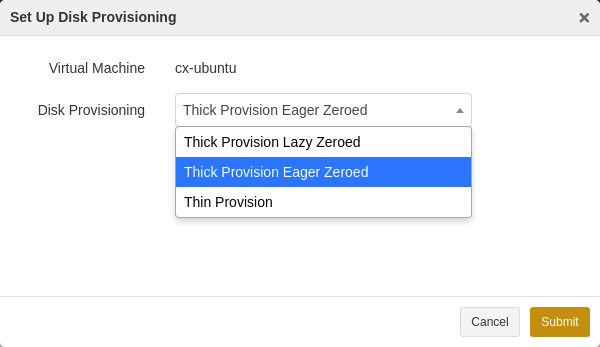 Set Up Disk Provisioning
Virtual Machine cx-ubuntu
Disk Provisioning Thick Provision Eager Zeroed
Thick Provision Lazy Zeroed
Thick Provision Eager Zeroed
Thin Provision
Cancel Submit